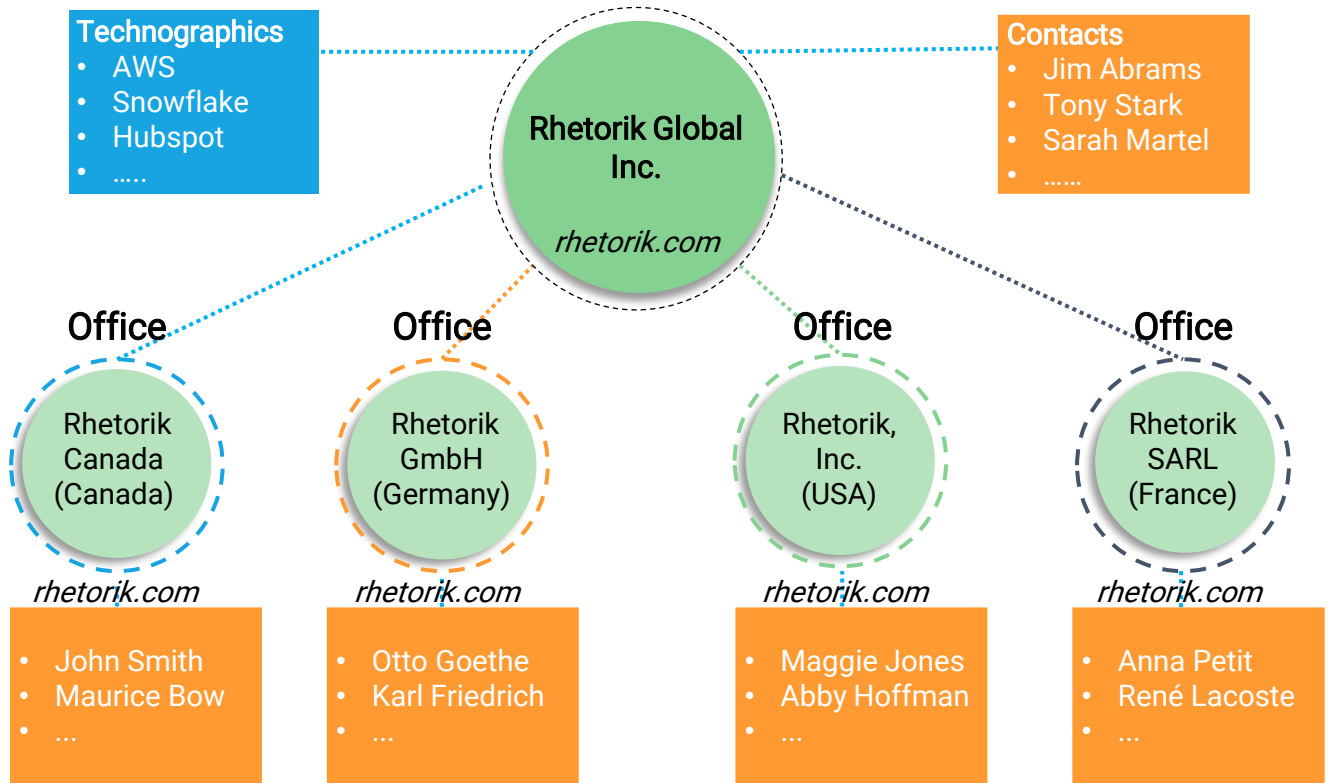 Technographics
• AWS
• Snowflake
• Hubspot
• .....
Rhetorik Global
Inc.
rhetorik.com
Contacts
• Jim Abrams
• Tony Stark
• Sarah Martel
• ......
Office
Office
Office
Office
Rhetorik
Canada
(Canada)
rhetorik.com
Rhetorik
GmbH
(Germany)
rhetorik.com
Rhetorik,
Inc.
(USA)
rhetorik.com
Rhetorik
SARL
(France)
rhetorik.com
• John Smith
• Maurice Bow
• ...
• Otto Goethe
• Karl Friedrich
• ...
• Maggie Jones
• Abby Hoffman
• ...
• Anna Petit
• René Lacoste
• ...